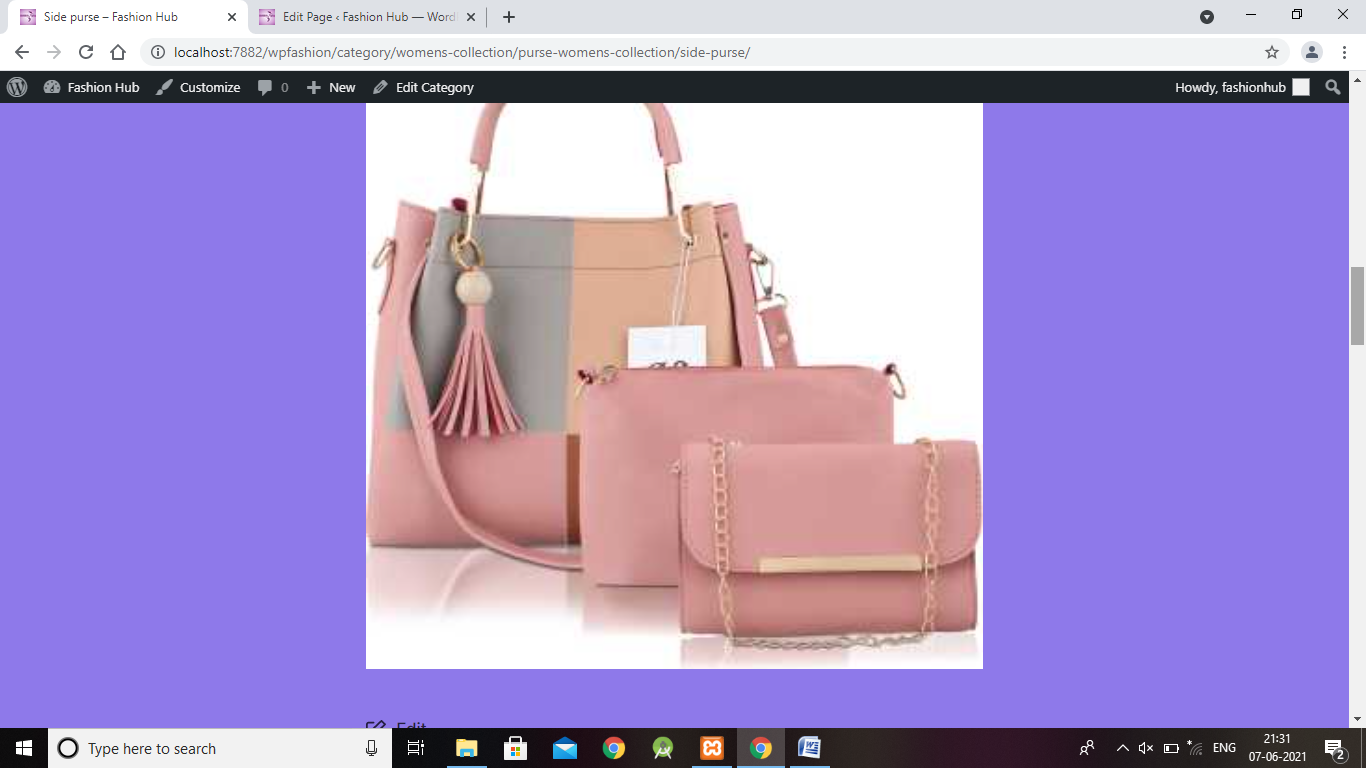 Side purse – Fashion Hub
Edit Page ‹ Fashion Hub — Word
localhost:7882/wpfashion/category/womens-collection/purse-womens-collection/side-purse/
Fashion Hub Customize 0 New Edit Category Howdy, fashionhub
Edit
Type here to search
ENG
21:31
07-06-2021
2